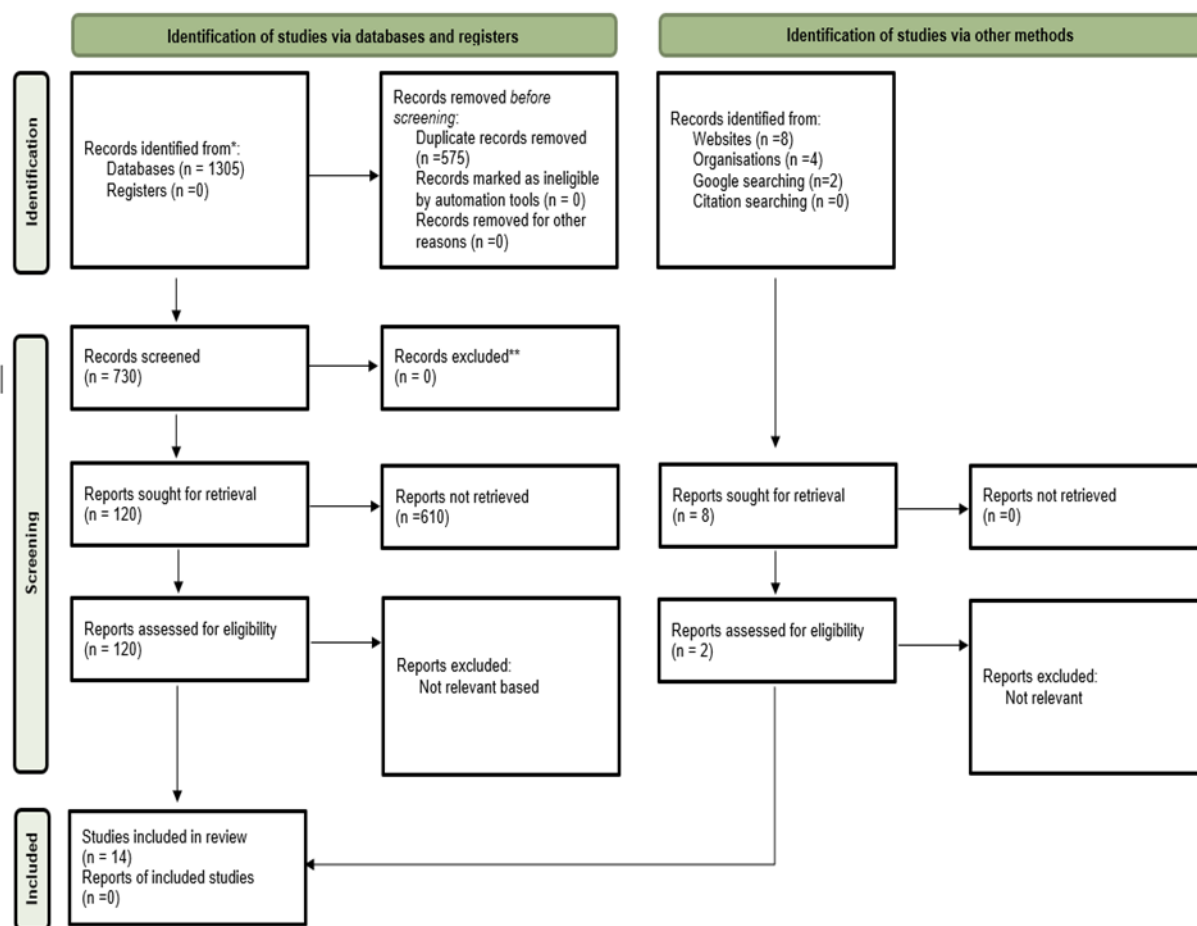 Identification of studies via databases and registers
Identification of studies via other methods
Identification
Records identified from*:
Databases (n = 1305)
Registers (n =0)
Records removed before
screening:
Duplicate records removed
(n =575)
Records marked as ineligible
by automation tools (n = 0)
Records removed for other
reasons (n =0)
Records identified from:
Websites (n =8)
Organisations (n =4)
Google searching (n=2)
Citation searching (n =0)
Screening
Records screened
(n = 730)
Records excluded**
(n = 0)
Reports sought for retrieval
(n = 120)
Reports not retrieved
(n =610)
Reports sought for retrieval
(n = 8)
Reports not retrieved
(n =0)
Reports assessed for eligibility
(n = 120)
Reports excluded:
Not relevant based
Reports assessed for eligibility
(n = 2)
Reports excluded:
Not relevant
Included
Studies included in review
(n = 14)
Reports of included studies
(n =0)